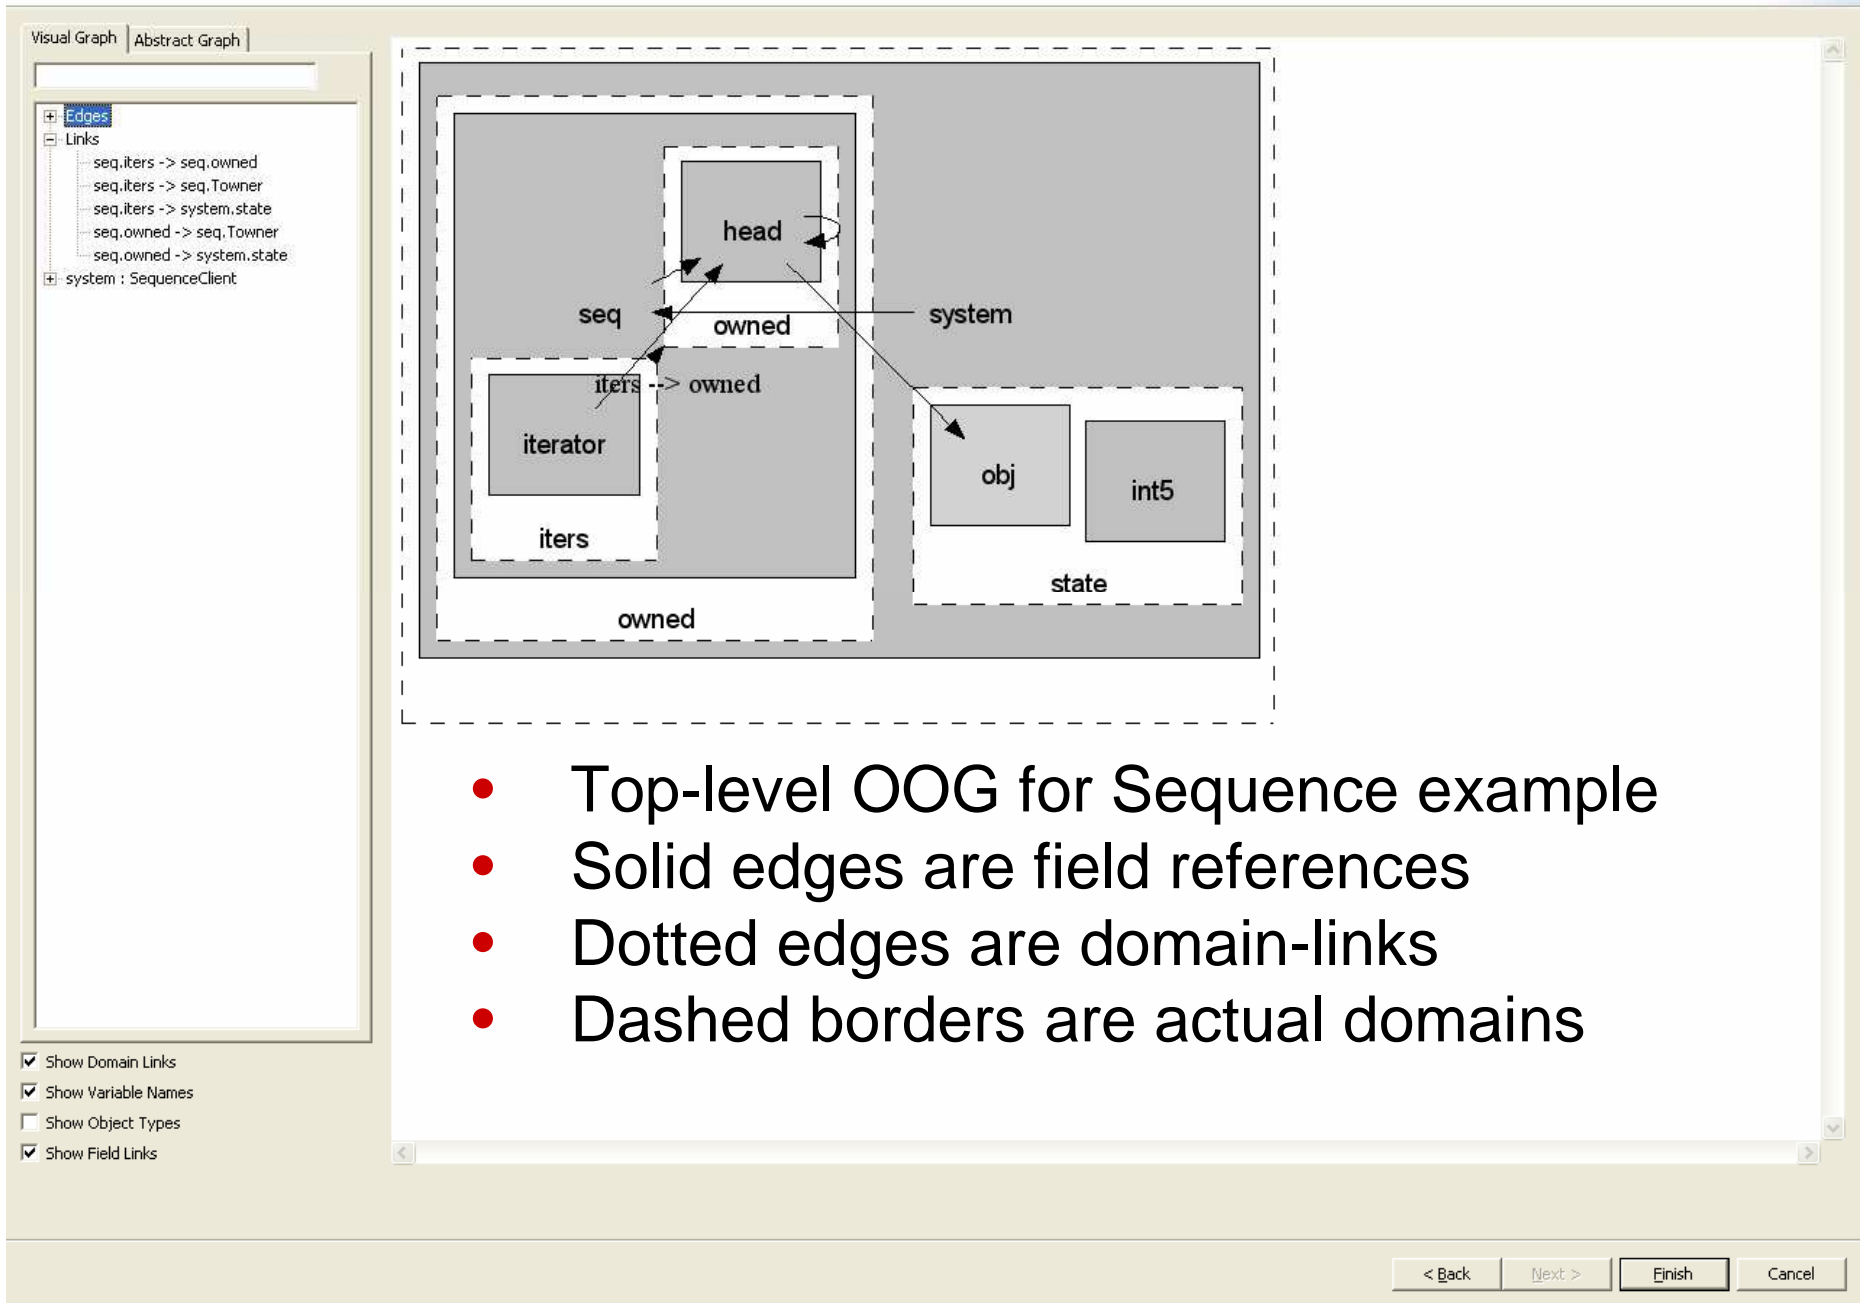 Visual Graph
Abstract Graph
Edges
Links
seq.iters -> seq.owned
seq.iters -> seq.Towner
seq.iters -> system.state
seq.owned -> seq.Towner
seq.owned -> system.state
system : SequenceClient
head
seq
owned
system
iters --> owned
iterator
obj
int5
iters
state
owned
• Top-level OOG for Sequence example
• Solid edges are field references
• Dotted edges are domain-links
• Dashed borders are actual domains
Show Domain Links
Show Variable Names
Show Object Types
Show Field Links
< Back
Next >
Finish
Cancel